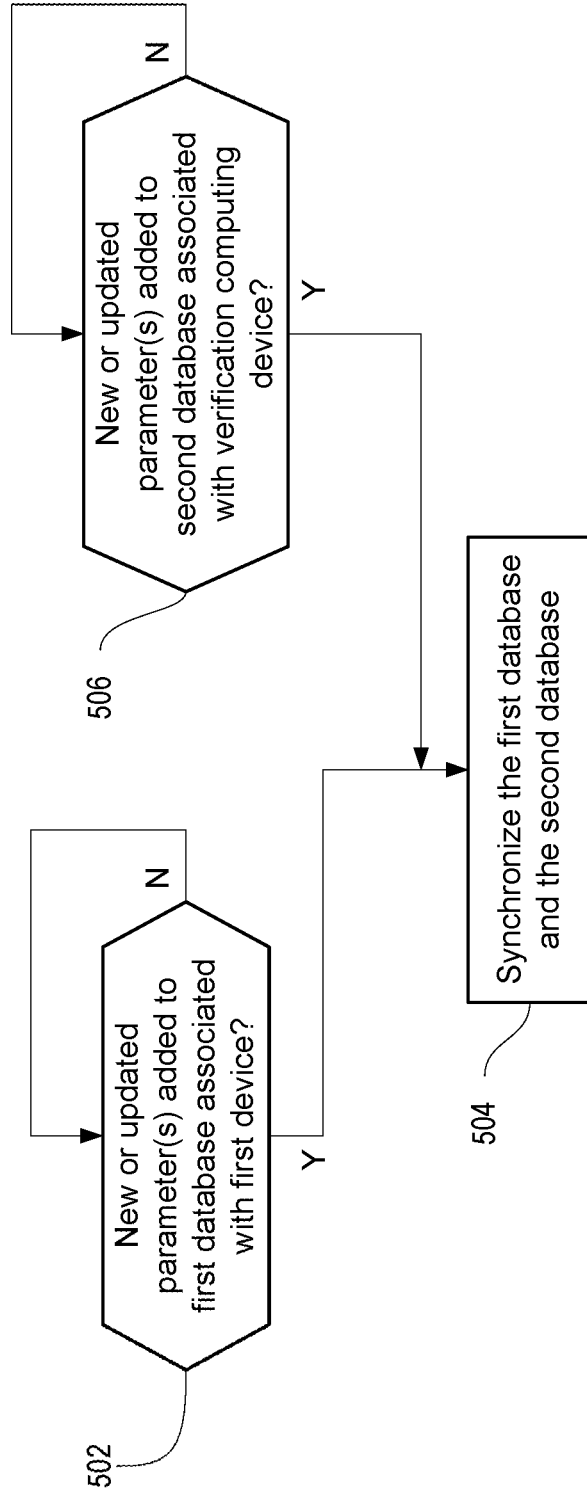 502
New or updated
parameter(s) added to
first database associated
with first device?
N
Y
506
New or updated
parameter(s) added to
second database associated
with verification computing
device?
N
Y
504
Synchronize the first database
and the second database